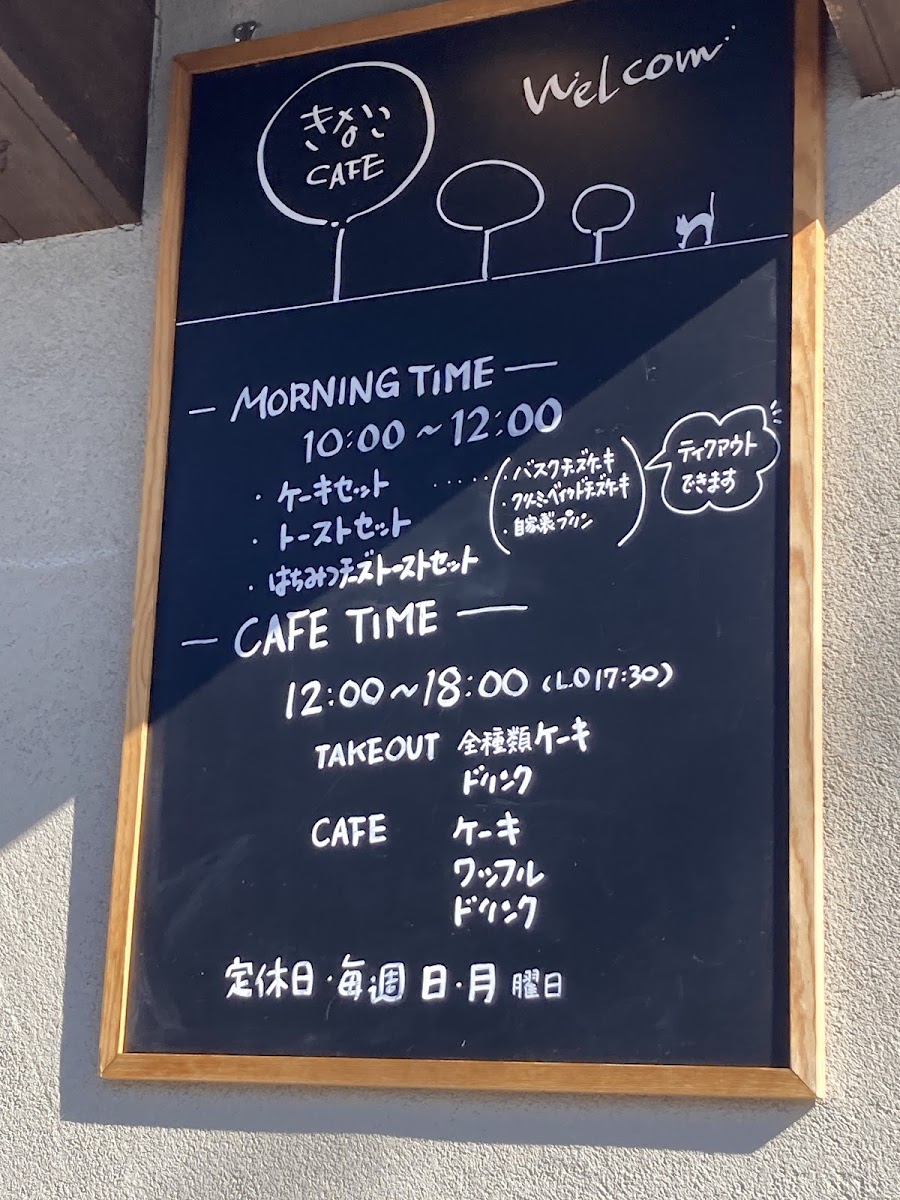 Welcom
きない
CAFE
— MORNING TIME —
10:00～12:00
・ケーキセット ……
・バスクチーズケーキ
・クリーミーベイクドチーズケーキ
・自家製プリン
テイクアウト
できます
・トーストセット
・はちみつチーズトーストセット
— CAFE TIME —
12:00～18:00 (L.O 17:30)
TAKEOUT 全種類ケーキ
ドリンク
CAFE ケーキ
ワッフル
ドリンク
定休日・毎週 日・月 曜日